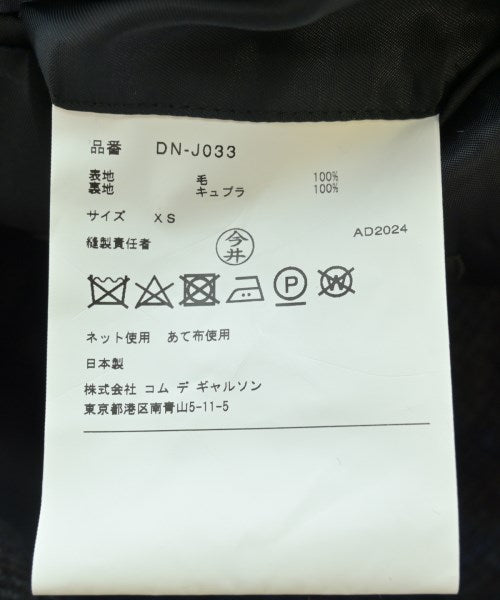 品番 DN-J033
表地 毛 100%
裏地 キュプラ 100%
サイズ XS
縫製責任者 今井 AD2024
P W
ネット使用 あて布使用
日本製
株式会社 コム デ ギャルソン
東京都港区南青山5-11-5